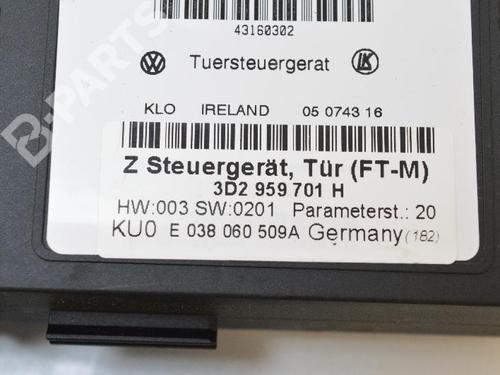 43160302
Tuersteuergerat
KLO IRELAND 05 0743 16
Z Steuergerät, Tür (FT-M)
3D2 959 701 H
HW:003 SW:0201 Parameterst.: 20
KU0 E 038 060 509A Germany (182)
B-PARTS